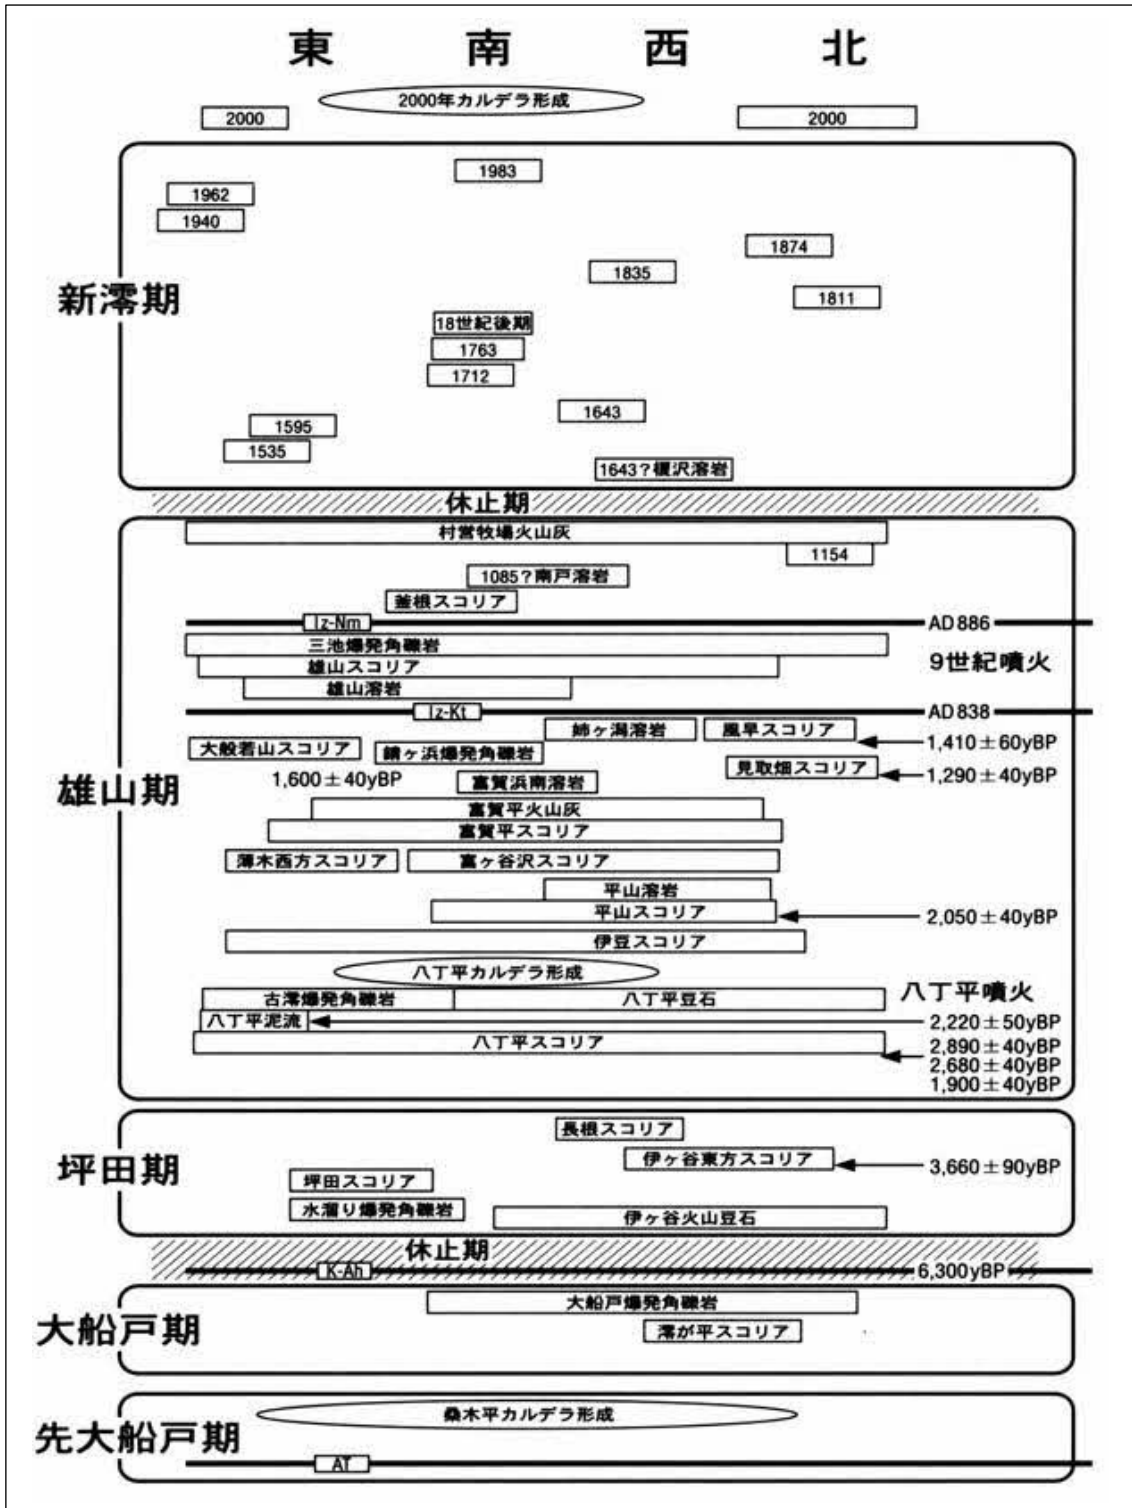 東 南 西 北
2000年カルデラ形成
2000
2000
新澪期
1983
1962
1940
1874
1835
1811
18世紀後期
1763
1712
1643
1595
1535
1643?榎沢溶岩
休止期
雄山期
村営牧場火山灰
1154
1085?南戸溶岩
釜根スコリア
Iz-Nm
AD886
三池爆発角礫岩
9世紀噴火
雄山スコリア
雄山溶岩
Iz-Kt
AD838
姉ヶ潟溶岩
風早スコリア
1,410±60yBP
大般若山スコリア
錆ヶ浜爆発角礫岩
1,600±40yBP
見取畑スコリア
1,290±40yBP
富賀浜南溶岩
富賀平火山灰
富賀平スコリア
薄木西方スコリア
富ヶ谷沢スコリア
平山溶岩
平山スコリア
2,050±40yBP
伊豆スコリア
八丁平カルデラ形成
八丁平噴火
古澪爆発角礫岩
八丁平豆石
八丁平泥流
2,220±50yBP
八丁平スコリア
2,890±40yBP
2,680±40yBP
1,900±40yBP
坪田期
長根スコリア
伊ヶ谷東方スコリア
3,660±90yBP
坪田スコリア
水溜り爆発角礫岩
伊ヶ谷火山豆石
休止期
K-Ah
6,300yBP
大船戸期
大船戸爆発角礫岩
澪が平スコリア
先大船戸期
桑木平カルデラ形成
AT